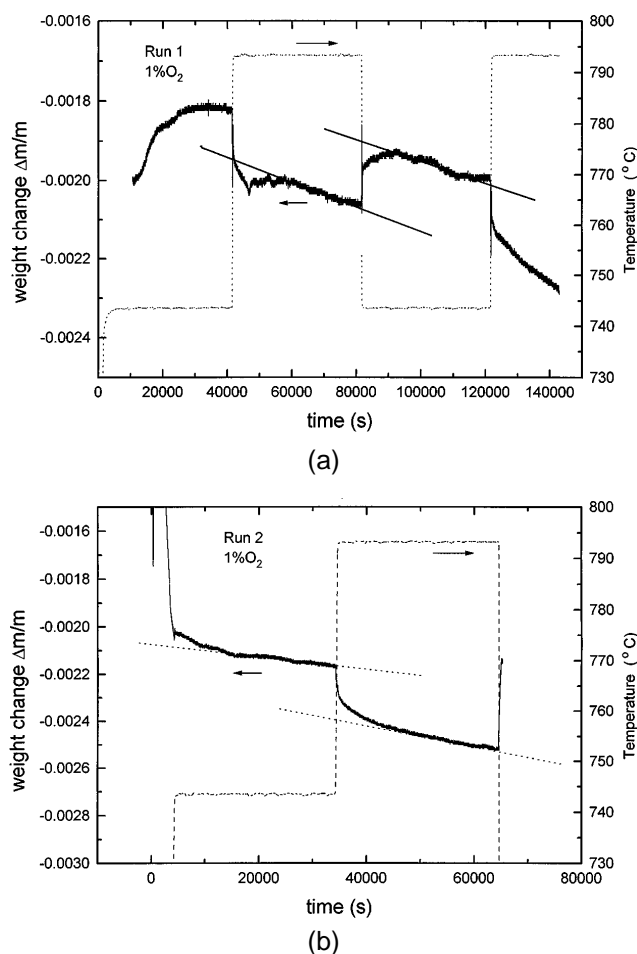 Run 1
1%O₂
-0.0016
-0.0018
-0.0020
-0.0022
-0.0024
weight change Δm/m
800
790
780
770
760
750
740
730
Temperature (°C)
0 20000 40000 60000 80000 100000 120000 140000
time (s)
(a)
Run 2
1%O₂
-0.0016
-0.0018
-0.0020
-0.0022
-0.0024
-0.0026
-0.0028
-0.0030
weight change Δm/m
800
790
780
770
760
750
740
730
Temperature (°C)
0 20000 40000 60000 80000
time (s)
(b)